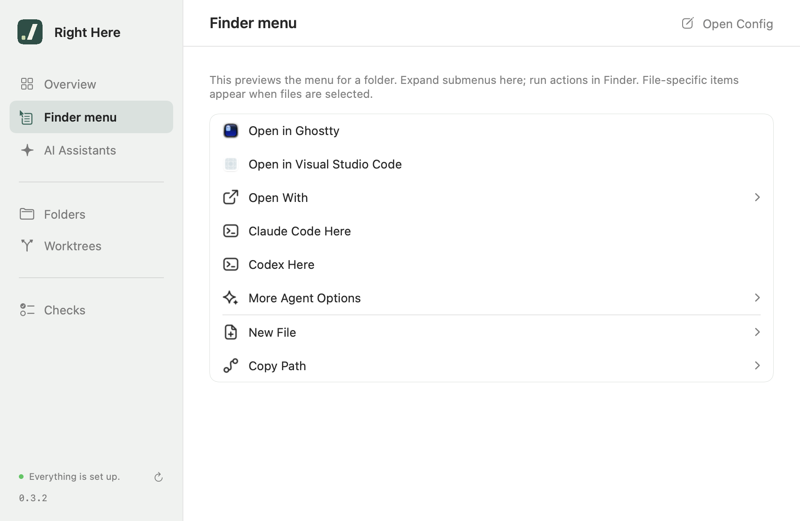 Right Here
Overview
Finder menu
AI Assistants
Folders
Worktrees
Checks
Everything is set up.
0.3.2
Finder menu
Open Config
This previews the menu for a folder. Expand submenus here; run actions in Finder. File-specific items
appear when files are selected.
Open in Ghostty
Open in Visual Studio Code
Open With
Claude Code Here
Codex Here
More Agent Options
New File
Copy Path